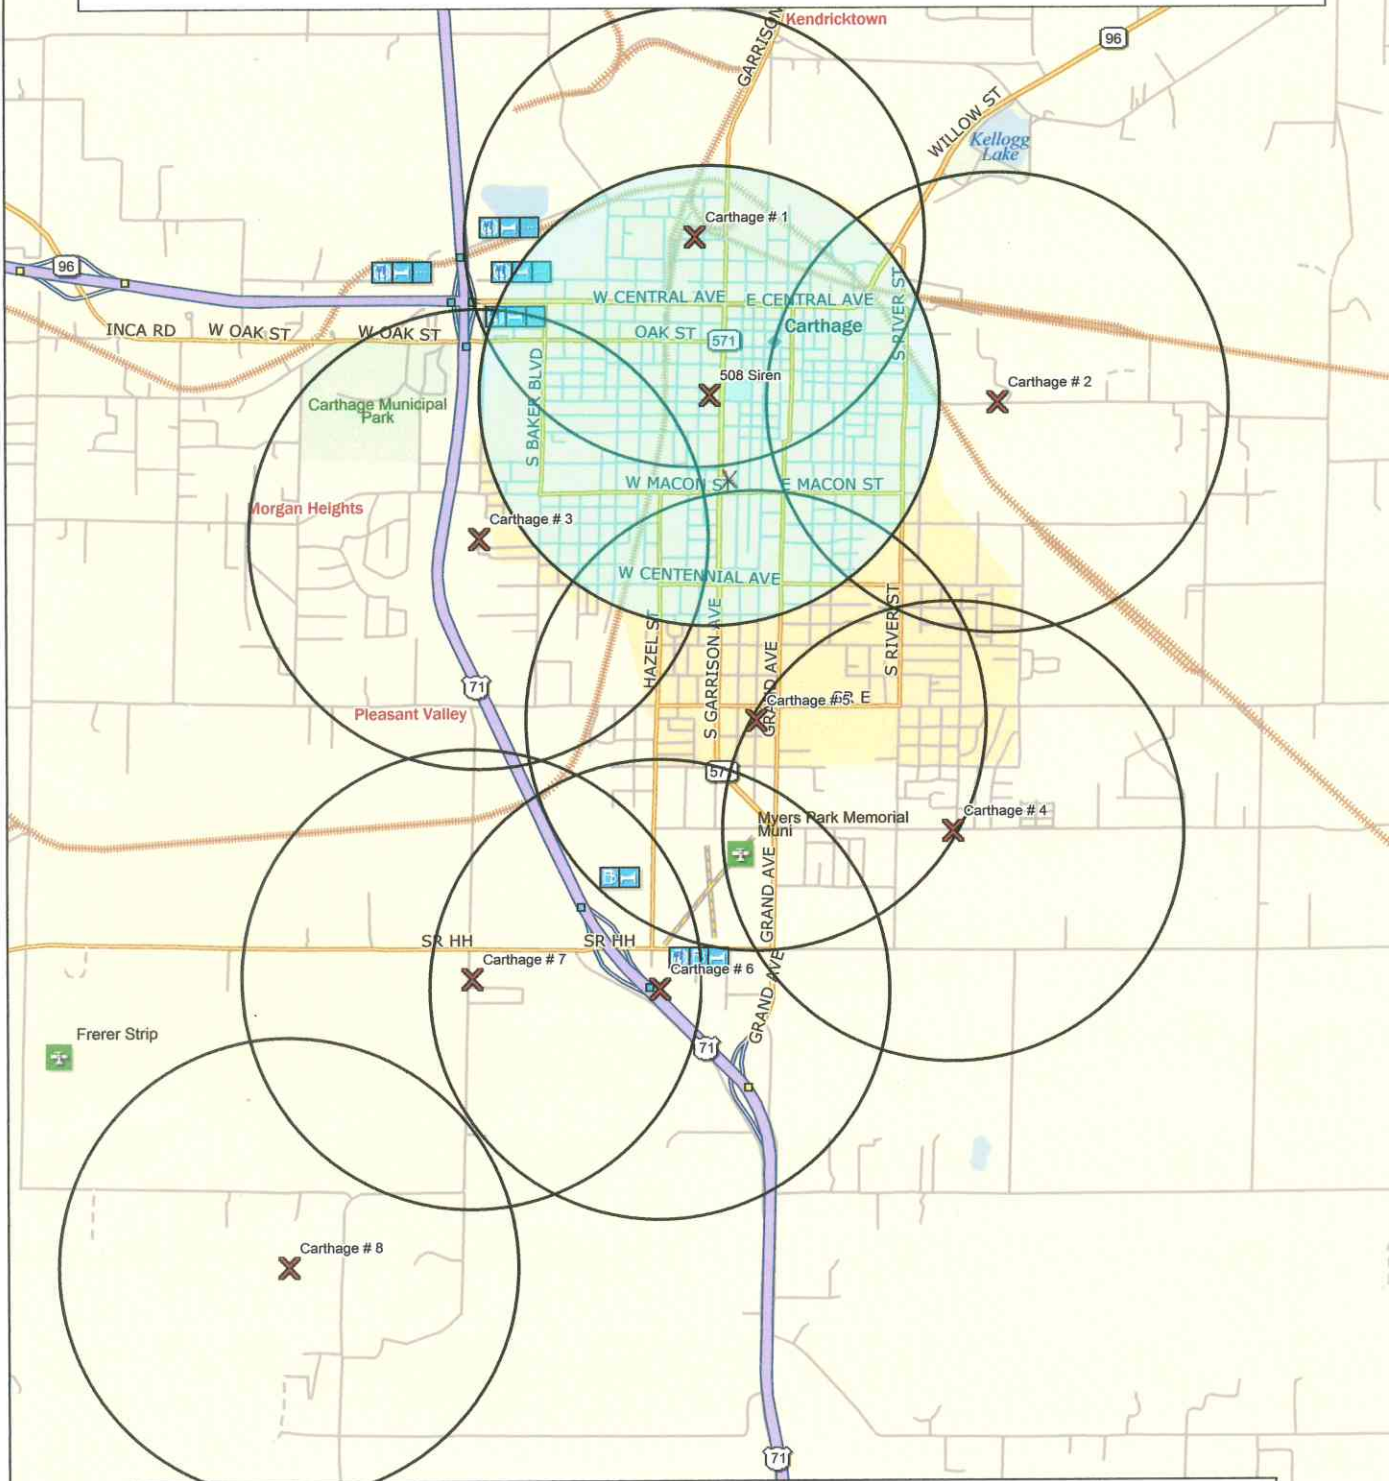 Kendricktown
96
GARRISON
WILLOW ST
Kellogg
Lake
Carthage # 1
96
W CENTRAL AVE
E CENTRAL AVE
S RIVER ST
INCA RD
W OAK ST
W OAK ST
OAK ST
571
Carthage
S BAKER BLVD
508 Siren
Carthage # 2
Carthage Municipal
Park
W MACON ST
E MACON ST
Morgan Heights
Carthage # 3
W CENTENNIAL AVE
HAZEL ST
S GARRISON AVE
GRAND AVE
S RIVER ST
71
Carthage # 5
SR E
Pleasant Valley
571
Carthage # 4
Myers Park Memorial
Muni
GRAND AVE
GRAND AVE
SR HH
SR HH
Carthage # 7
Carthage # 6
GRAND AVE
Frerer Strip
71
Carthage # 8
71